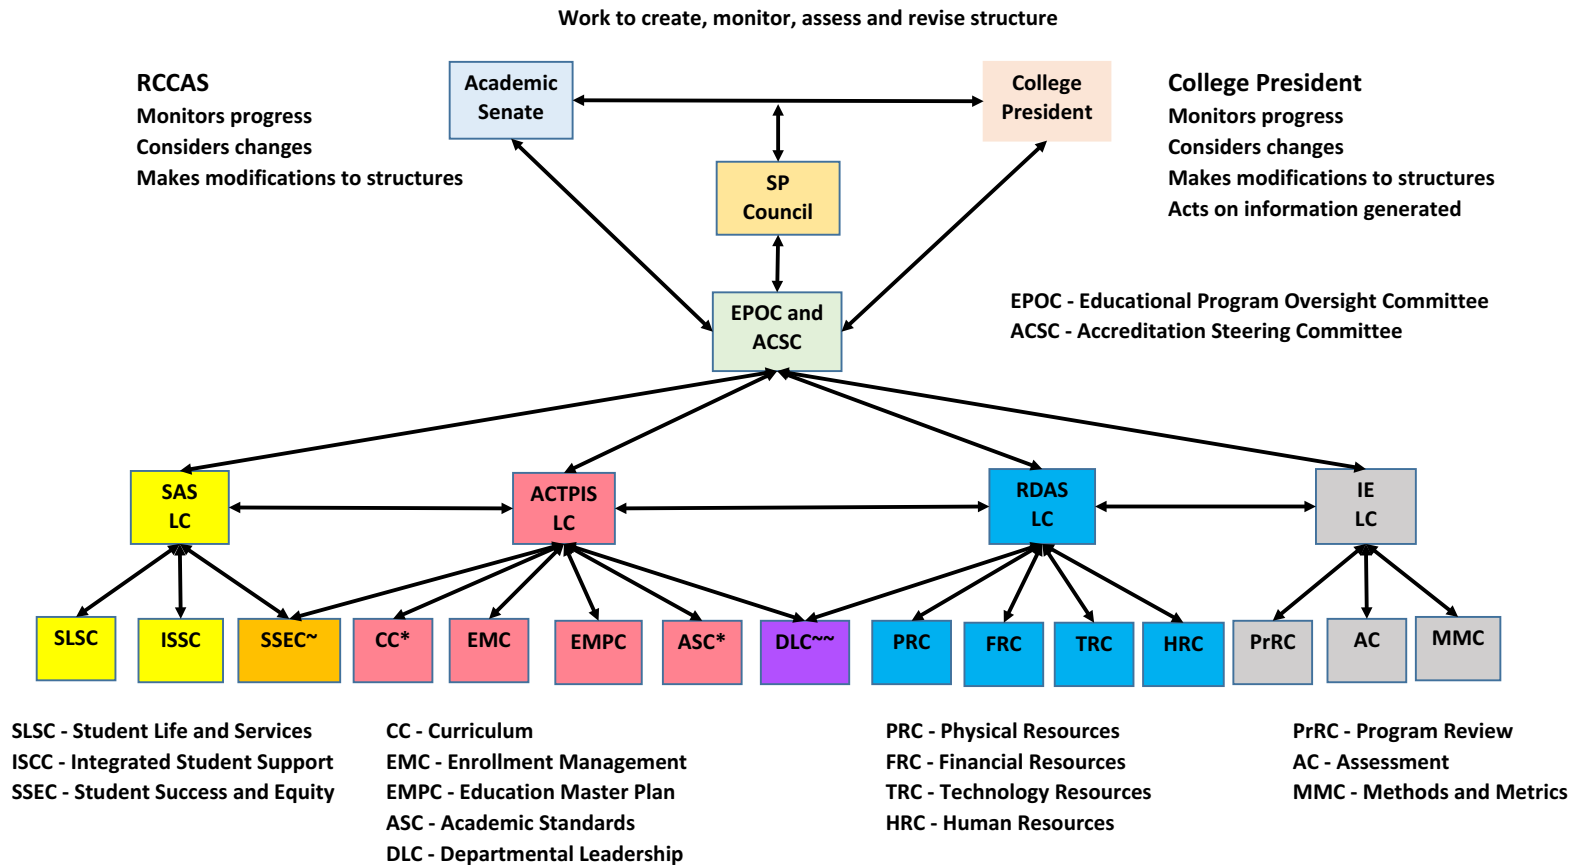 Work to create, monitor, assess and revise structure
RCCAS
Monitors progress
Considers changes
Makes modifications to structures
Academic
Senate
College
President
College President
Monitors progress
Considers changes
Makes modifications to structures
Acts on information generated
SP
Council
EPOC and
ACSC
EPOC - Educational Program Oversight Committee
ACSC - Accreditation Steering Committee
SAS
LC
ACTPIS
LC
RDAS
LC
IE
LC
SLSC
ISSC
SSEC~
CC*
EMC
EMPC
ASC*
DLC~~
PRC
FRC
TRC
HRC
PrRC
AC
MMC
SLSC - Student Life and Services
ISCC - Integrated Student Support
SSEC - Student Success and Equity
CC - Curriculum
EMC - Enrollment Management
EMPC - Education Master Plan
ASC - Academic Standards
DLC - Departmental Leadership
PRC - Physical Resources
FRC - Financial Resources
TRC - Technology Resources
HRC - Human Resources
PrRC - Program Review
AC - Assessment
MMC - Methods and Metrics